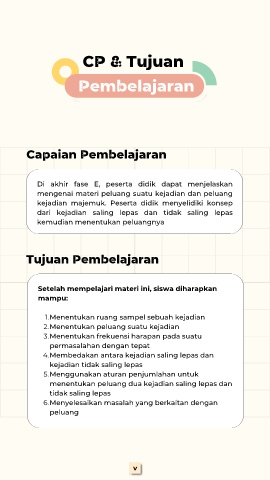 CP & Tujuan
Pembelajaran
Capaian Pembelajaran
Di akhir fase E, peserta didik dapat menjelaskan
mengenai materi peluang suatu kejadian dan peluang
kejadian majemuk. Peserta didik menyelidiki konsep
dari kejadian saling lepas dan tidak saling lepas
kemudian menentukan peluangnya
Tujuan Pembelajaran
Setelah mempelajari materi ini, siswa diharapkan
mampu:
1.Menentukan ruang sampel sebuah kejadian
2.Menentukan peluang suatu kejadian
3.Menentukan frekuensi harapan pada suatu
permasalahan dengan tepat
4.Membedakan antara kejadian saling lepas dan
kejadian tidak saling lepas
5.Menggunakan aturan penjumlahan untuk
menentukan peluang dua kejadian saling lepas dan
tidak saling lepas
6.Menyelesaikan masalah yang berkaitan dengan
peluang
v